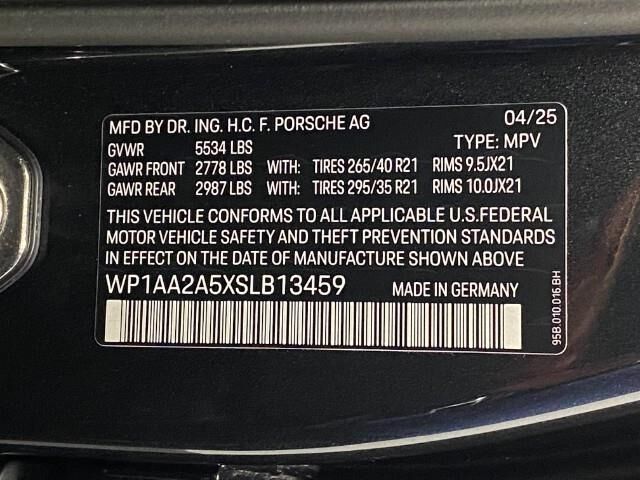 MFD BY DR. ING. H.C. F. PORSCHE AG 04/25
GVWR 5534 LBS TYPE: MPV
GAWR FRONT 2778 LBS WITH: TIRES 265/40 R21 RIMS 9.5JX21
GAWR REAR 2987 LBS WITH: TIRES 295/35 R21 RIMS 10.0JX21
THIS VEHICLE CONFORMS TO ALL APPLICABLE U.S.FEDERAL
MOTOR VEHICLE SAFETY AND THEFT PREVENTION STANDARDS
IN EFFECT ON THE DATE OF MANUFACTURE SHOWN ABOVE
WP1AA2A5XSLB13459 MADE IN GERMANY
95B.010.016.BH